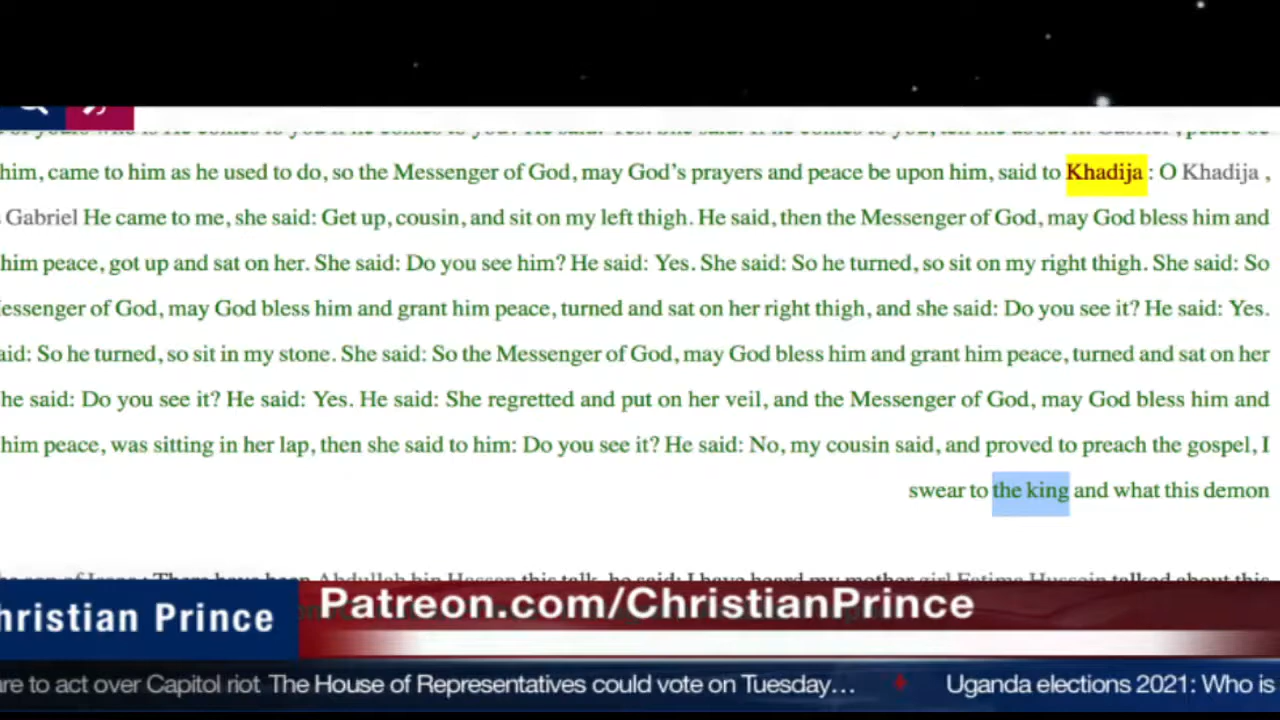 him, came to him as he used to do, so the Messenger of God, may God's prayers and peace be upon him, said to Khadija : O Khadija ,
Gabriel He came to me, she said: Get up, cousin, and sit on my left thigh. He said, then the Messenger of God, may God bless him and
him peace, got up and sat on her. She said: Do you see him? He said: Yes. She said: So he turned, so sit on my right thigh. She said: So
essenger of God, may God bless him and grant him peace, turned and sat on her right thigh, and she said: Do you see it? He said: Yes.
aid: So he turned, so sit in my stone. She said: So the Messenger of God, may God bless him and grant him peace, turned and sat on her
he said: Do you see it? He said: Yes. He said: She regretted and put on her veil, and the Messenger of God, may God bless him and
him peace, was sitting in her lap, then she said to him: Do you see it? He said: No, my cousin said, and proved to preach the gospel, I
swear to the king and what this demon
hristian Prince
Patreon.com/ChristianPrince
re to act over Capitol riot The House of Representatives could vote on Tuesday... Uganda elections 2021: Who is